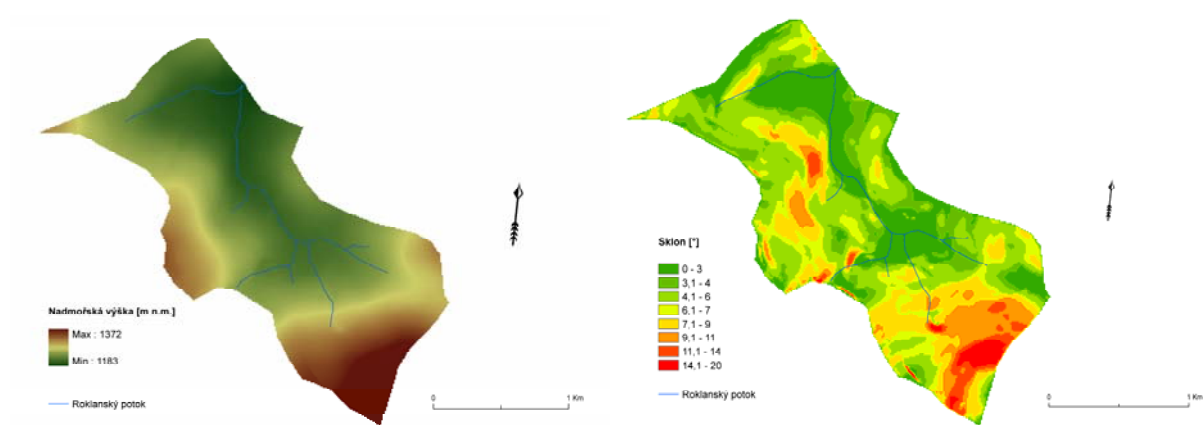 Nadmořská výška [m n.m.]
Max : 1372
Min : 1183
Roklanský potok
0 1 Km
Sklon [°]
0 - 3
3,1 - 4
4,1 - 6
6,1 - 7
7,1 - 9
9,1 - 11
11,1 - 14
14,1 - 20
Roklanský potok
0 1 Km